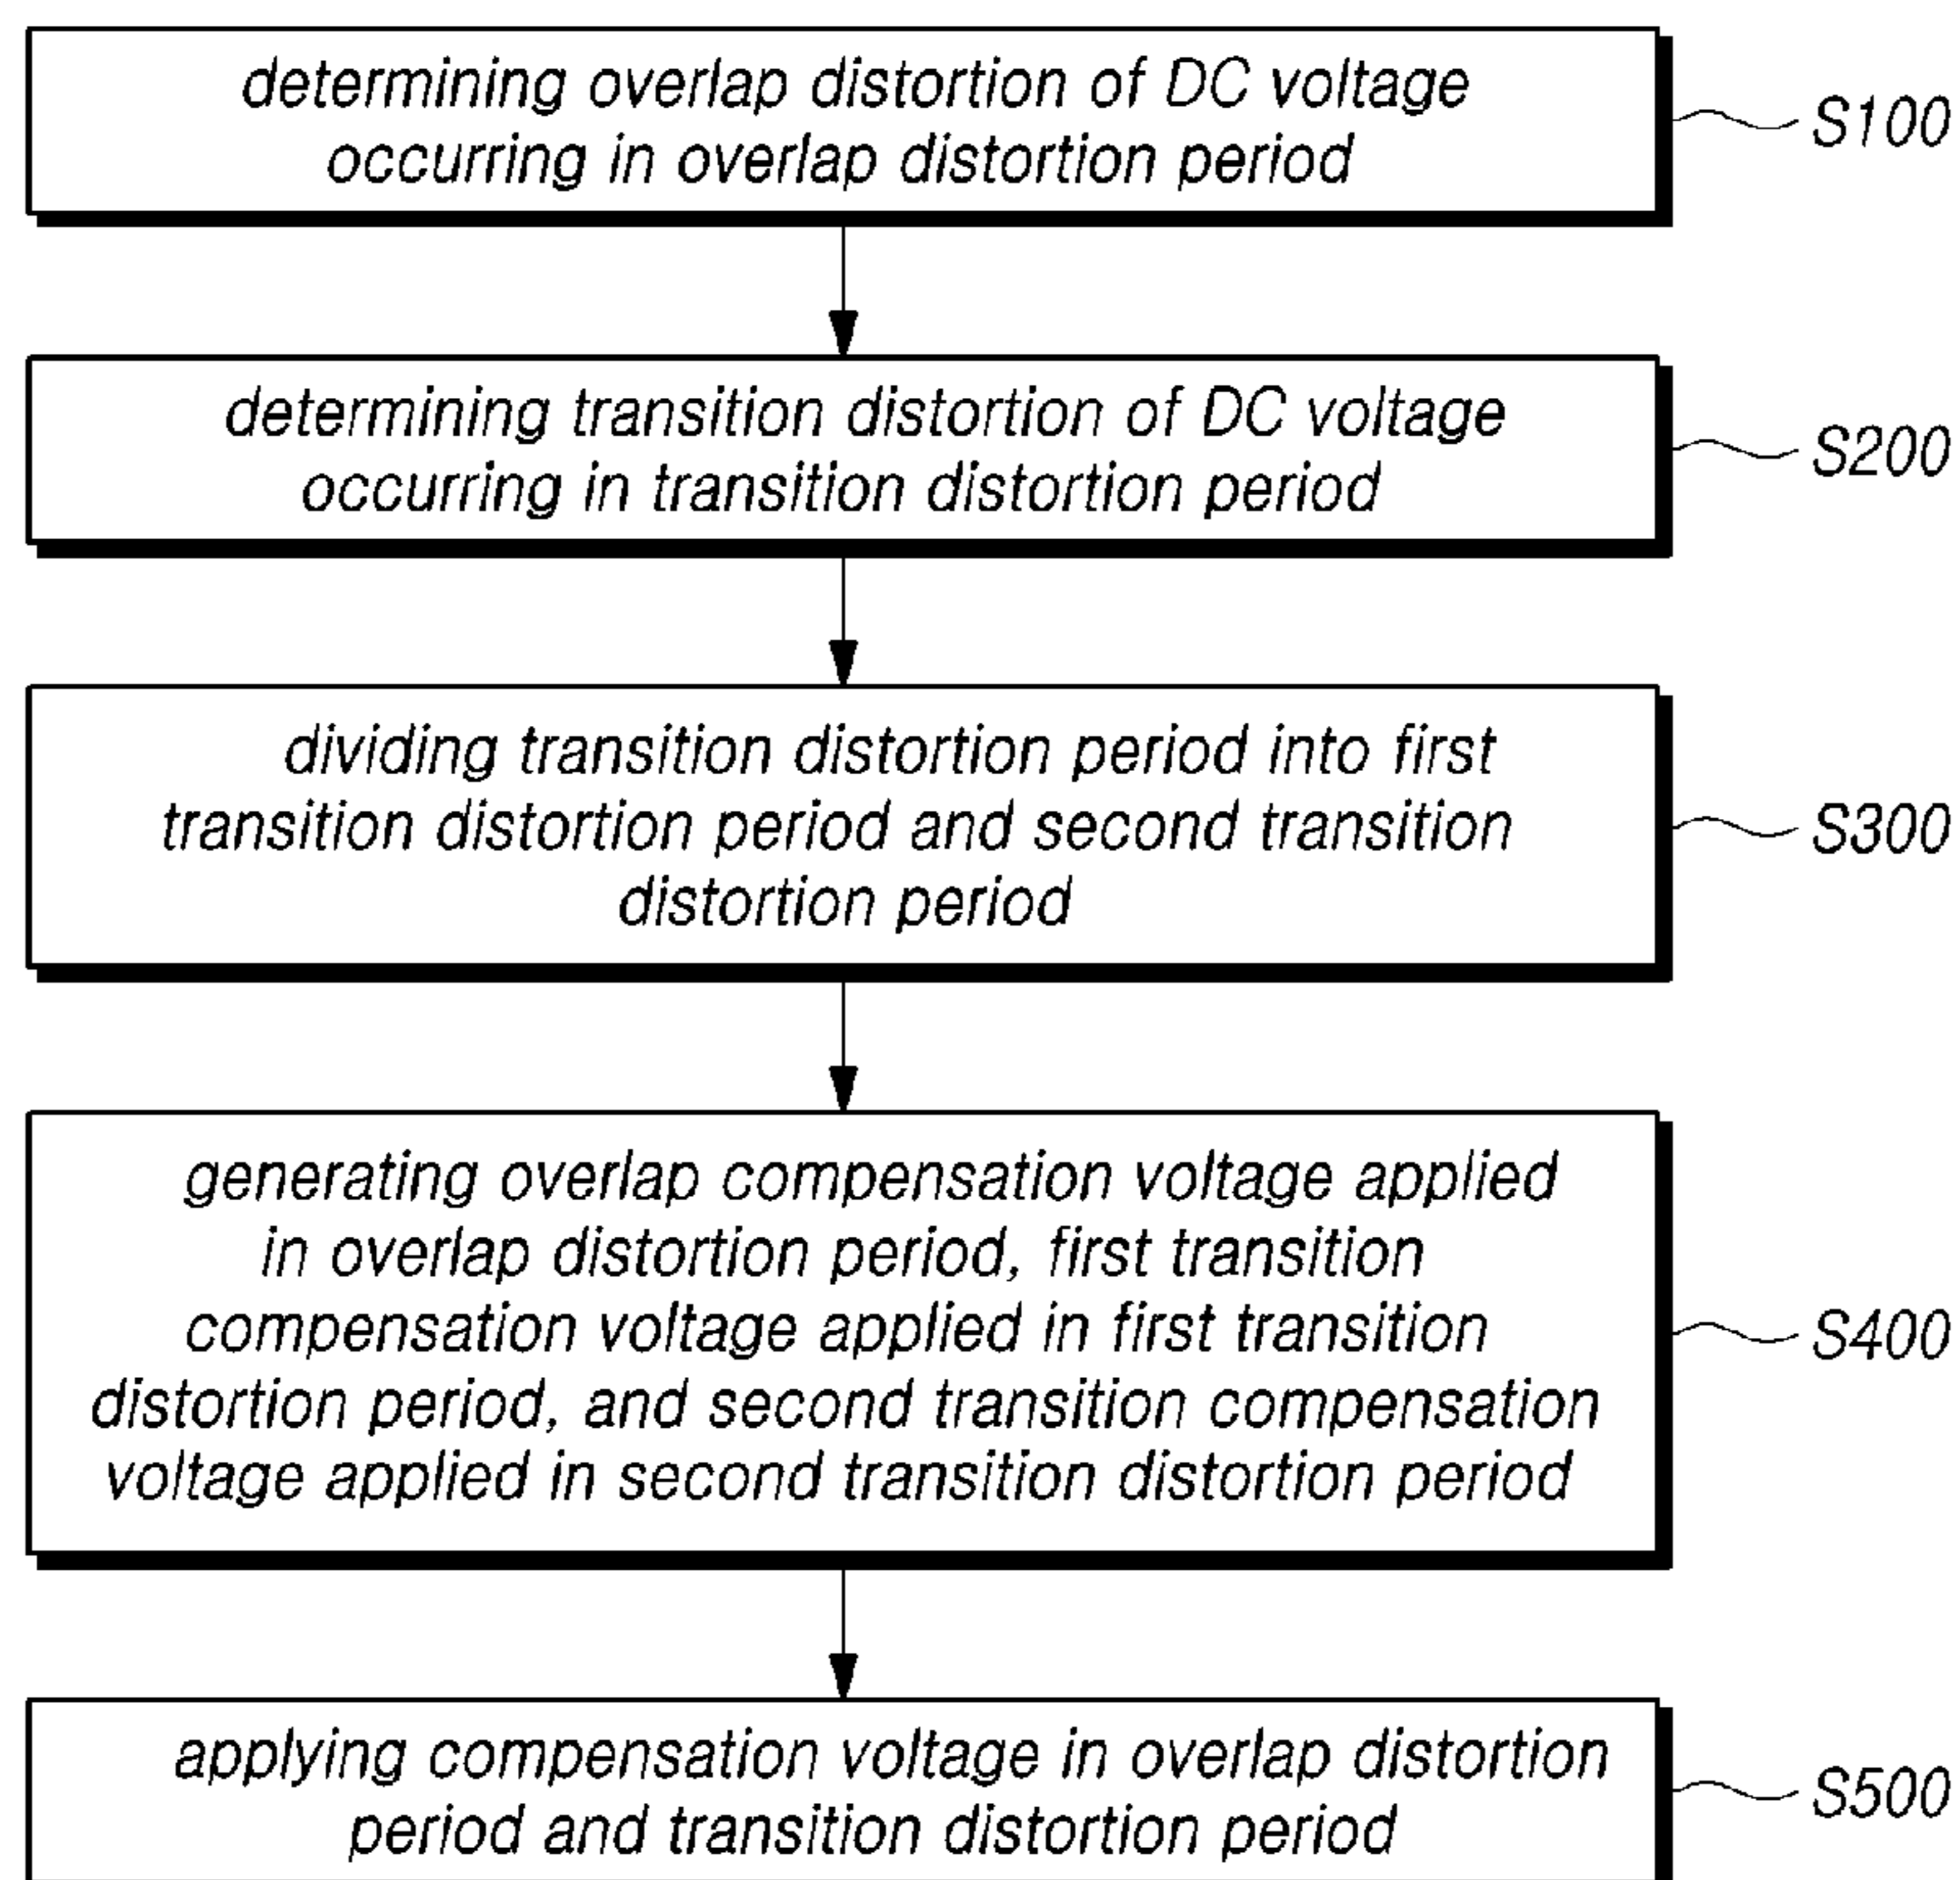 determining overlap distortion of DC voltage
occurring in overlap distortion period
S100
determining transition distortion of DC voltage
occurring in transition distortion period
S200
dividing transition distortion period into first
transition distortion period and second transition
distortion period
S300
generating overlap compensation voltage applied
in overlap distortion period, first transition
compensation voltage applied in first transition
distortion period, and second transition compensation
voltage applied in second transition distortion period
S400
applying compensation voltage in overlap distortion
period and transition distortion period
S500